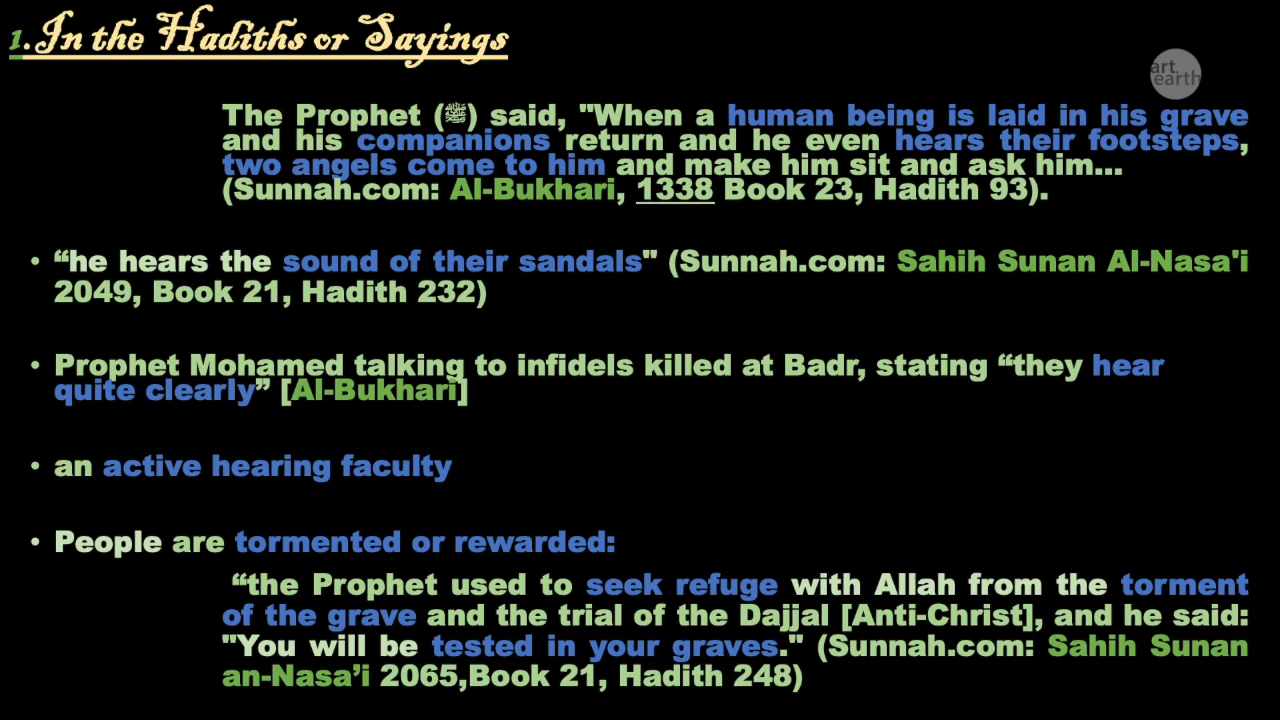 1.In the Hadiths or Sayings
art
earth
The Prophet (ﷺ) said, "When a human being is laid in his grave
and his companions return and he even hears their footsteps,
two angels come to him and make him sit and ask him...
(Sunnah.com: Al-Bukhari, 1338 Book 23, Hadith 93).
• “he hears the sound of their sandals" (Sunnah.com: Sahih Sunan Al-Nasa'i
2049, Book 21, Hadith 232)
• Prophet Mohamed talking to infidels killed at Badr, stating “they hear
quite clearly” [Al-Bukhari]
• an active hearing faculty
• People are tormented or rewarded:
“the Prophet used to seek refuge with Allah from the torment
of the grave and the trial of the Dajjal [Anti-Christ], and he said:
"You will be tested in your graves." (Sunnah.com: Sahih Sunan
an-Nasa’i 2065,Book 21, Hadith 248)